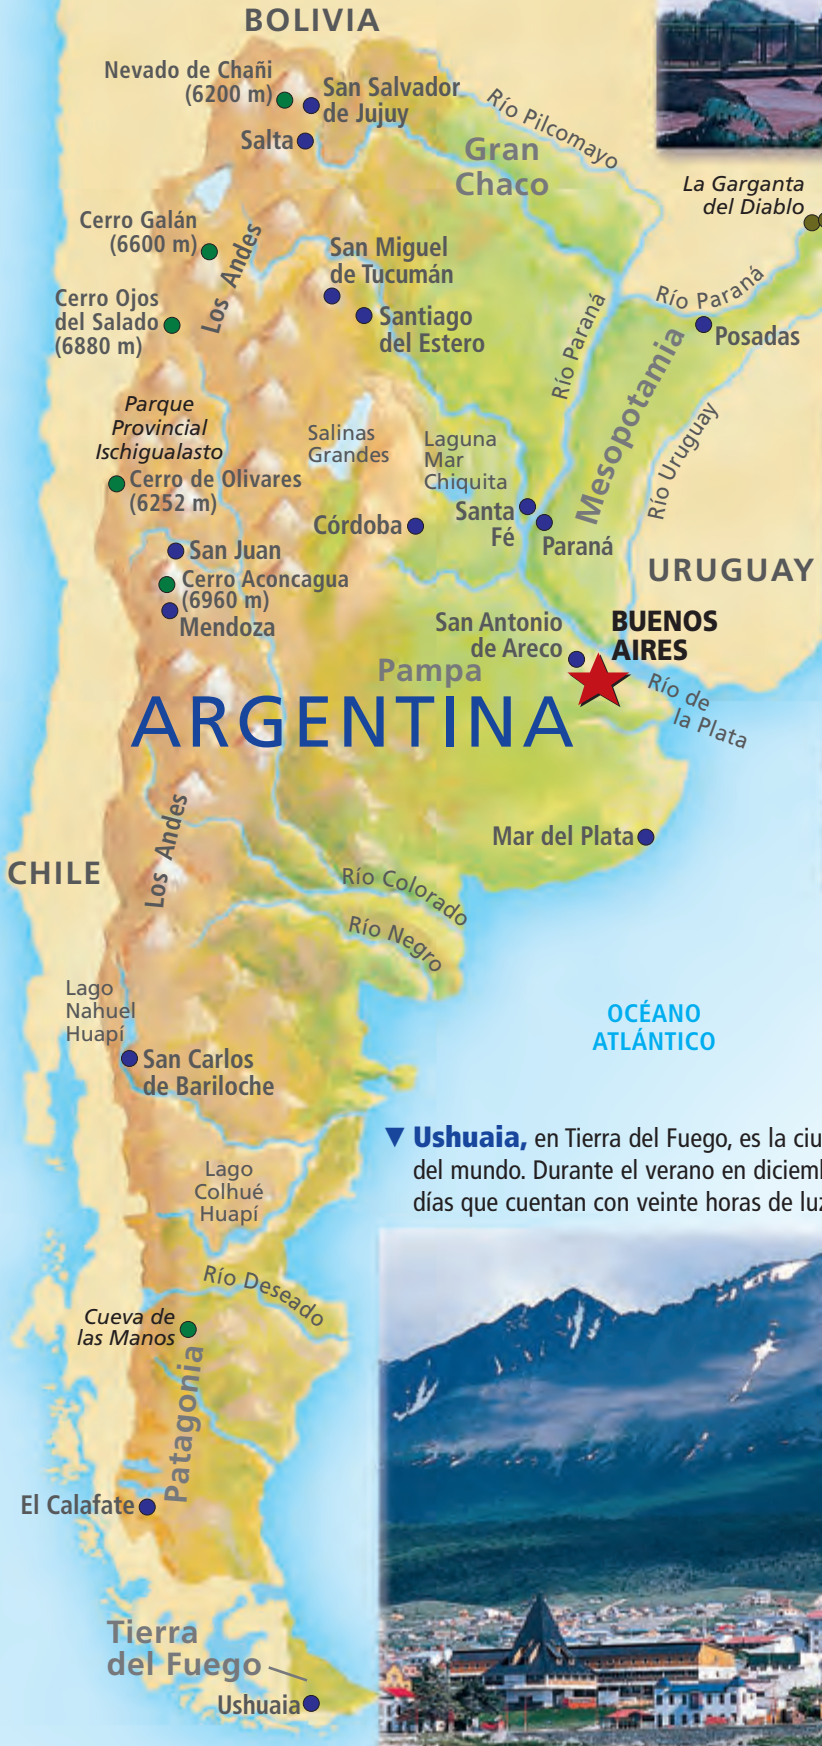 BOLIVIA
Nevado de Chañi
(6200 m)
San Salvador
de Jujuy
Río Pilcomayo
Salta
Gran
Chaco
La Garganta
del Diablo
Cerro Galán
(6600 m)
Los Andes
San Miguel
de Tucumán
Cerro Ojos
del Salado
(6880 m)
Santiago
del Estero
Río Paraná
Río Paraná
Posadas
Mesopotamia
Parque
Provincial
Ischigualasto
Salinas
Grandes
Laguna
Mar
Chiquita
Río Uruguay
Cerro de Olivares
(6252 m)
Córdoba
Santa
Fé
Paraná
San Juan
Cerro Aconcagua
(6960 m)
Mendoza
URUGUAY
San Antonio
de Areco
BUENOS
AIRES
Pampa
Río de
la Plata
ARGENTINA
Los Andes
Mar del Plata
CHILE
Río Colorado
Río Negro
Lago
Nahuel
Huapí
OCÉANO
ATLÁNTICO
San Carlos
de Bariloche
▼ Ushuaia, en Tierra del Fuego, es la ciu
del mundo. Durante el verano en diciemb
días que cuentan con veinte horas de luz
Lago
Colhué
Huapí
Río Deseado
Cueva de
las Manos
Patagonia
El Calafate
Tierra
del Fuego
Ushuaia